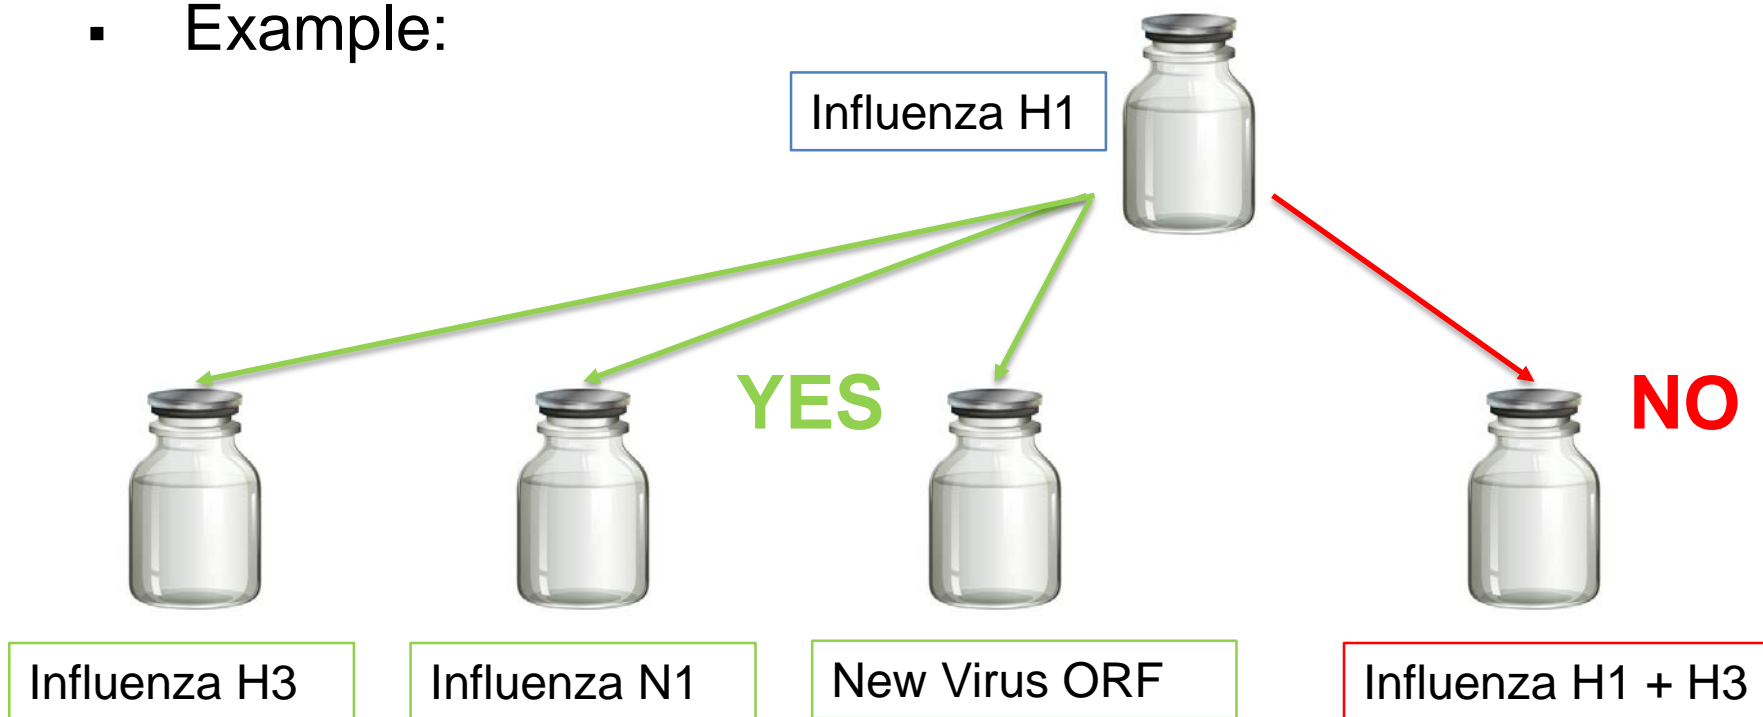 ▪ Example:
Influenza H1
YES
NO
Influenza H3
Influenza N1
New Virus ORF
Influenza H1 + H3